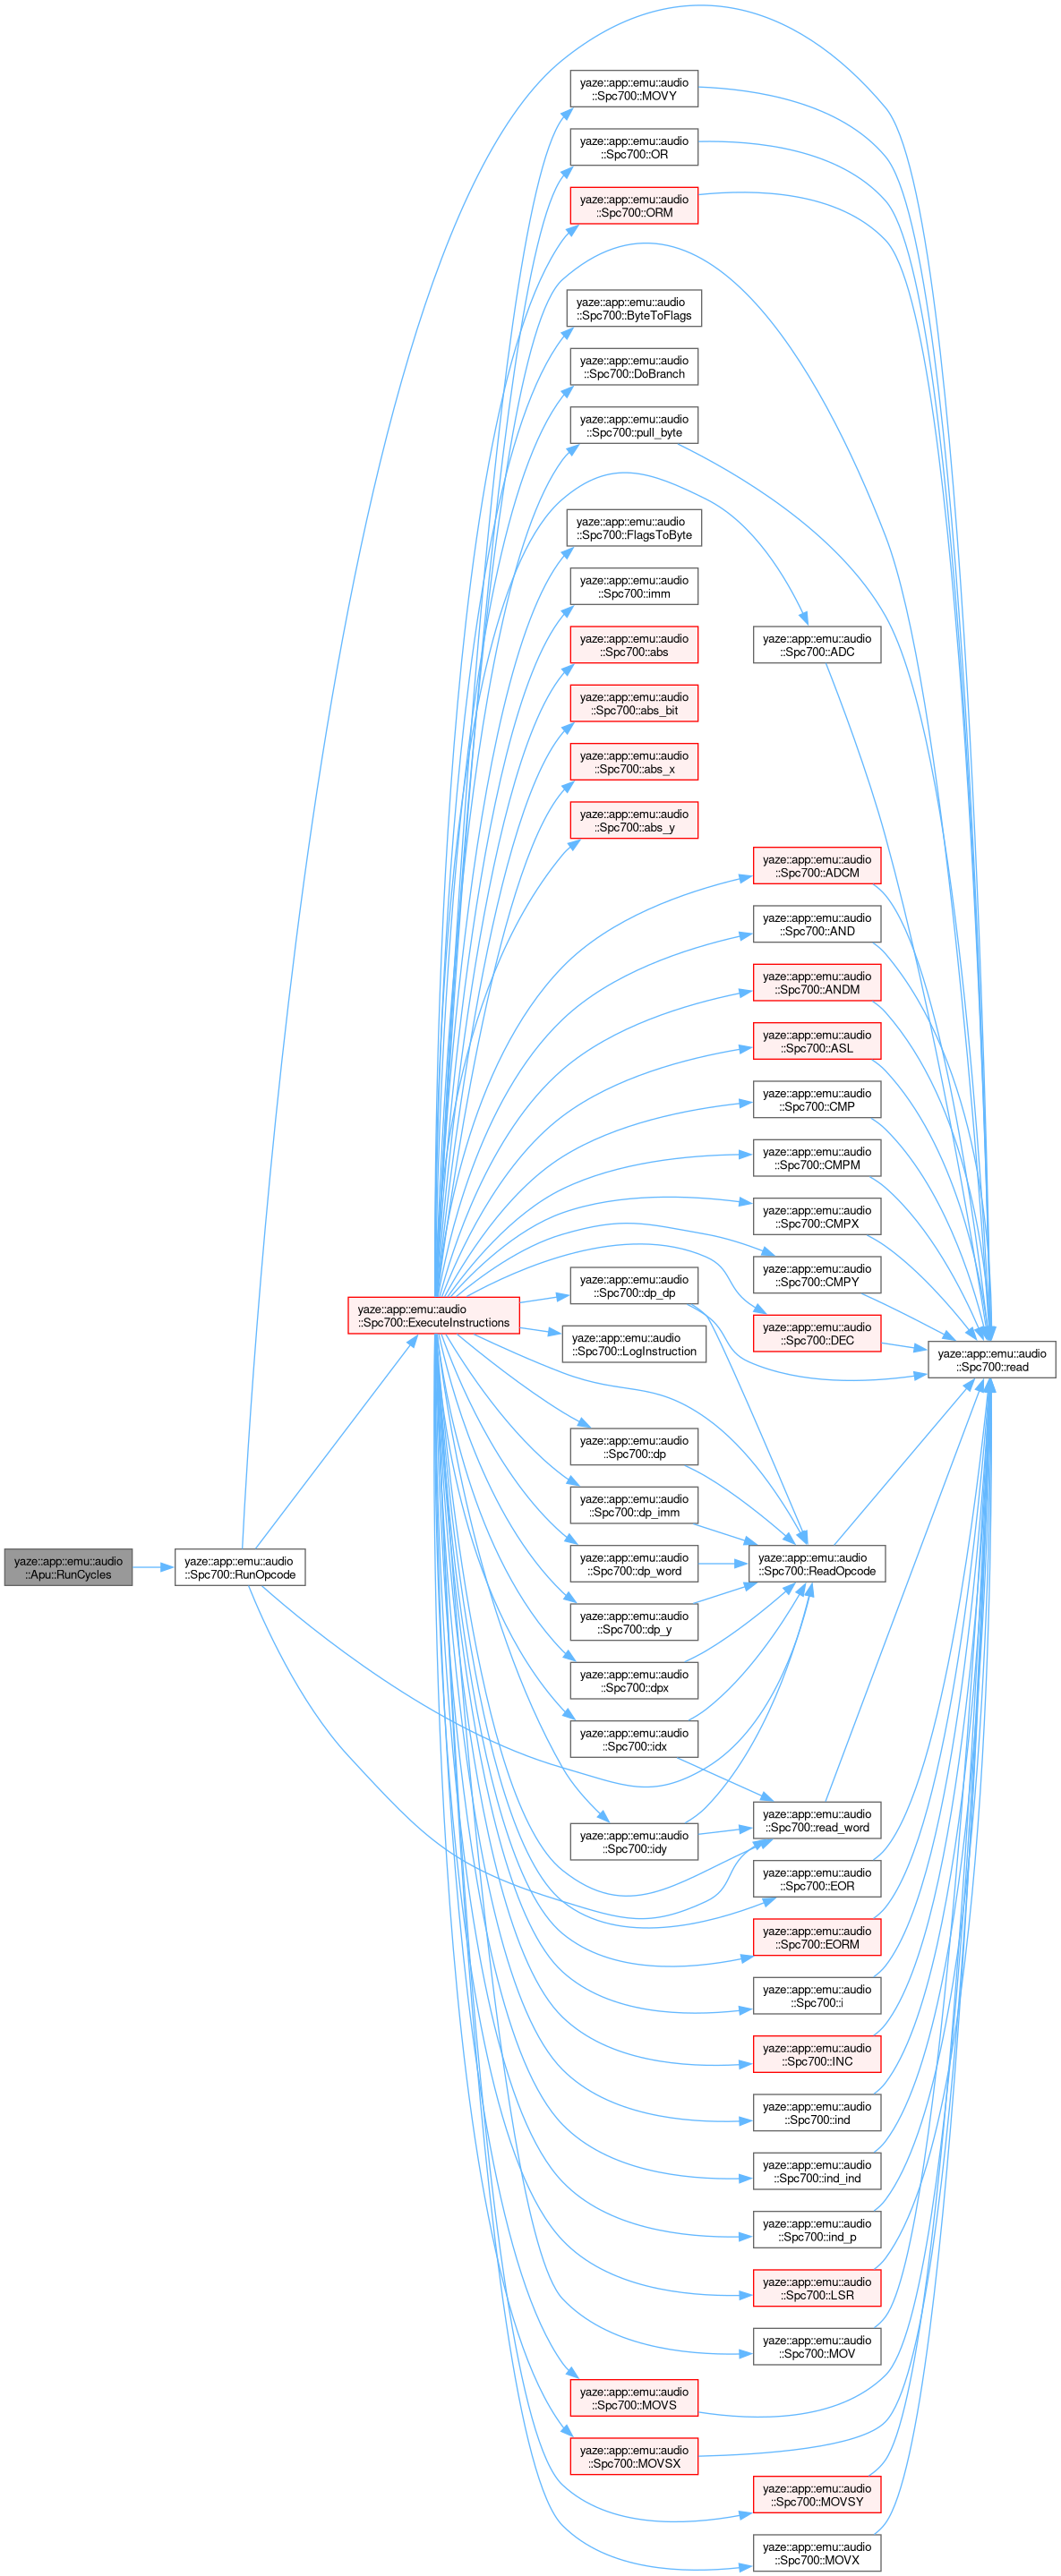 yaze::app::emu::audio
::Spc700::MOVY
yaze::app::emu::audio
::Spc700::OR
yaze::app::emu::audio
::Spc700::ORM
yaze::app::emu::audio
::Spc700::ByteToFlags
yaze::app::emu::audio
::Spc700::DoBranch
yaze::app::emu::audio
::Spc700::pull_byte
yaze::app::emu::audio
::Spc700::FlagsToByte
yaze::app::emu::audio
::Spc700::imm
yaze::app::emu::audio
::Spc700::abs
yaze::app::emu::audio
::Spc700::ADC
yaze::app::emu::audio
::Spc700::abs_bit
yaze::app::emu::audio
::Spc700::abs_x
yaze::app::emu::audio
::Spc700::abs_y
yaze::app::emu::audio
::Spc700::ADCM
yaze::app::emu::audio
::Spc700::AND
yaze::app::emu::audio
::Spc700::ANDM
yaze::app::emu::audio
::Spc700::ASL
yaze::app::emu::audio
::Spc700::CMP
yaze::app::emu::audio
::Spc700::CMPM
yaze::app::emu::audio
::Spc700::CMPX
yaze::app::emu::audio
::Spc700::CMPY
yaze::app::emu::audio
::Spc700::dp_dp
yaze::app::emu::audio
::Spc700::ExecuteInstructions
yaze::app::emu::audio
::Spc700::LogInstruction
yaze::app::emu::audio
::Spc700::DEC
yaze::app::emu::audio
::Spc700::read
yaze::app::emu::audio
::Spc700::dp
yaze::app::emu::audio
::Spc700::dp_imm
yaze::app::emu::audio
::Apu::RunCycles
yaze::app::emu::audio
::Spc700::RunOpcode
yaze::app::emu::audio
::Spc700::dp_word
yaze::app::emu::audio
::Spc700::ReadOpcode
yaze::app::emu::audio
::Spc700::dp_y
yaze::app::emu::audio
::Spc700::dpx
yaze::app::emu::audio
::Spc700::idx
yaze::app::emu::audio
::Spc700::read_word
yaze::app::emu::audio
::Spc700::idy
yaze::app::emu::audio
::Spc700::EOR
yaze::app::emu::audio
::Spc700::EORM
yaze::app::emu::audio
::Spc700::i
yaze::app::emu::audio
::Spc700::INC
yaze::app::emu::audio
::Spc700::ind
yaze::app::emu::audio
::Spc700::ind_ind
yaze::app::emu::audio
::Spc700::ind_p
yaze::app::emu::audio
::Spc700::LSR
yaze::app::emu::audio
::Spc700::MOV
yaze::app::emu::audio
::Spc700::MOVS
yaze::app::emu::audio
::Spc700::MOVSX
yaze::app::emu::audio
::Spc700::MOVSY
yaze::app::emu::audio
::Spc700::MOVX